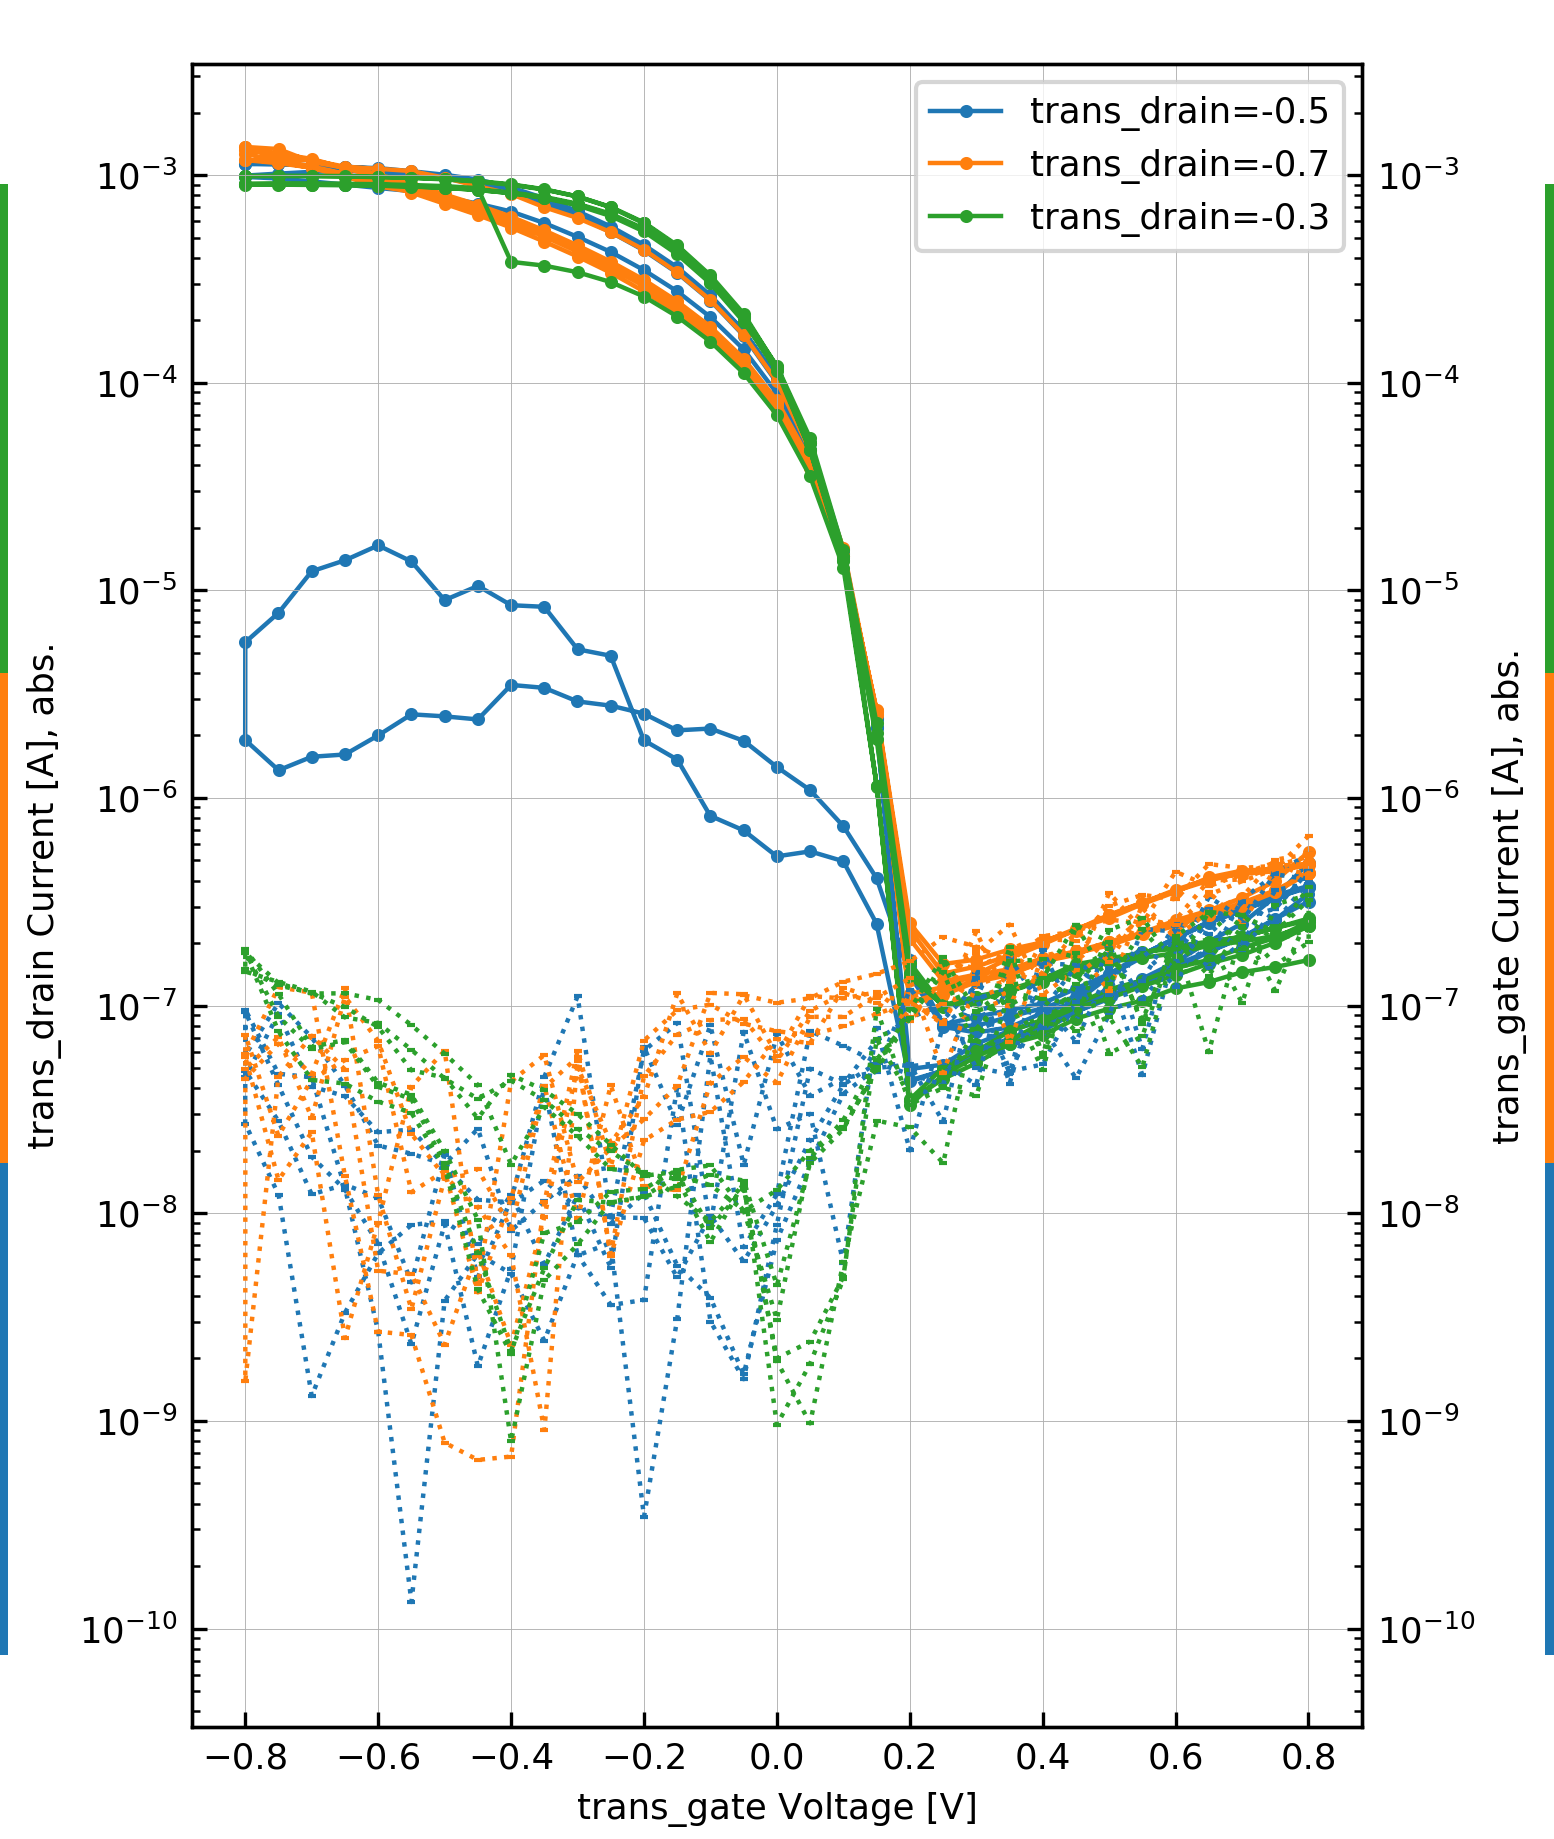 trans_drain=-0.5
trans_drain=-0.7
trans_drain=-0.3
10⁻³
10⁻⁴
10⁻⁵
10⁻⁶
10⁻⁷
10⁻⁸
10⁻⁹
10⁻¹⁰
trans_drain Current [A], abs.
10⁻³
10⁻⁴
10⁻⁵
10⁻⁶
10⁻⁷
10⁻⁸
10⁻⁹
10⁻¹⁰
trans_gate Current [A], abs.
−0.8 −0.6 −0.4 −0.2 0.0 0.2 0.4 0.6 0.8
trans_gate Voltage [V]